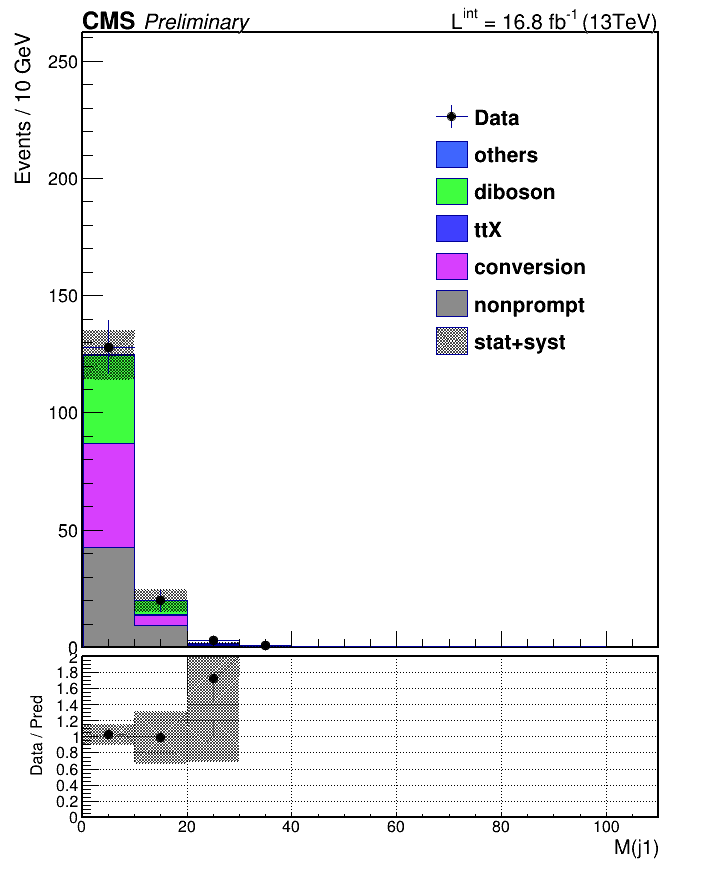 CMS Preliminary
L^int = 16.8 fb^-1 (13TeV)
Events / 10 GeV
250
200
150
100
50
0
Data
others
diboson
ttX
conversion
nonprompt
stat+syst
Data / Pred
2
1.8
1.6
1.4
1.2
1
0.8
0.6
0.4
0.2
0
0 20 40 60 80 100
M(j1)